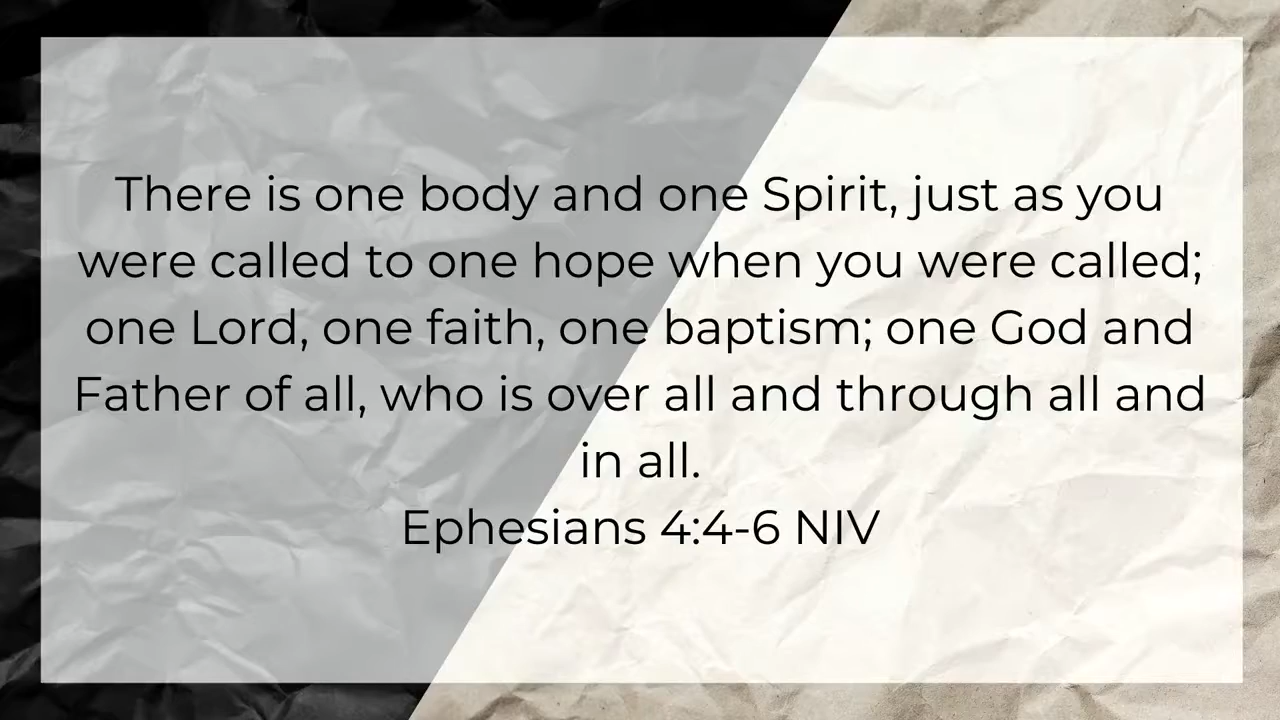 There is one body and one Spirit, just as you
were called to one hope when you were called;
one Lord, one faith, one baptism; one God and
Father of all, who is over all and through all and
in all.
Ephesians 4:4-6 NIV